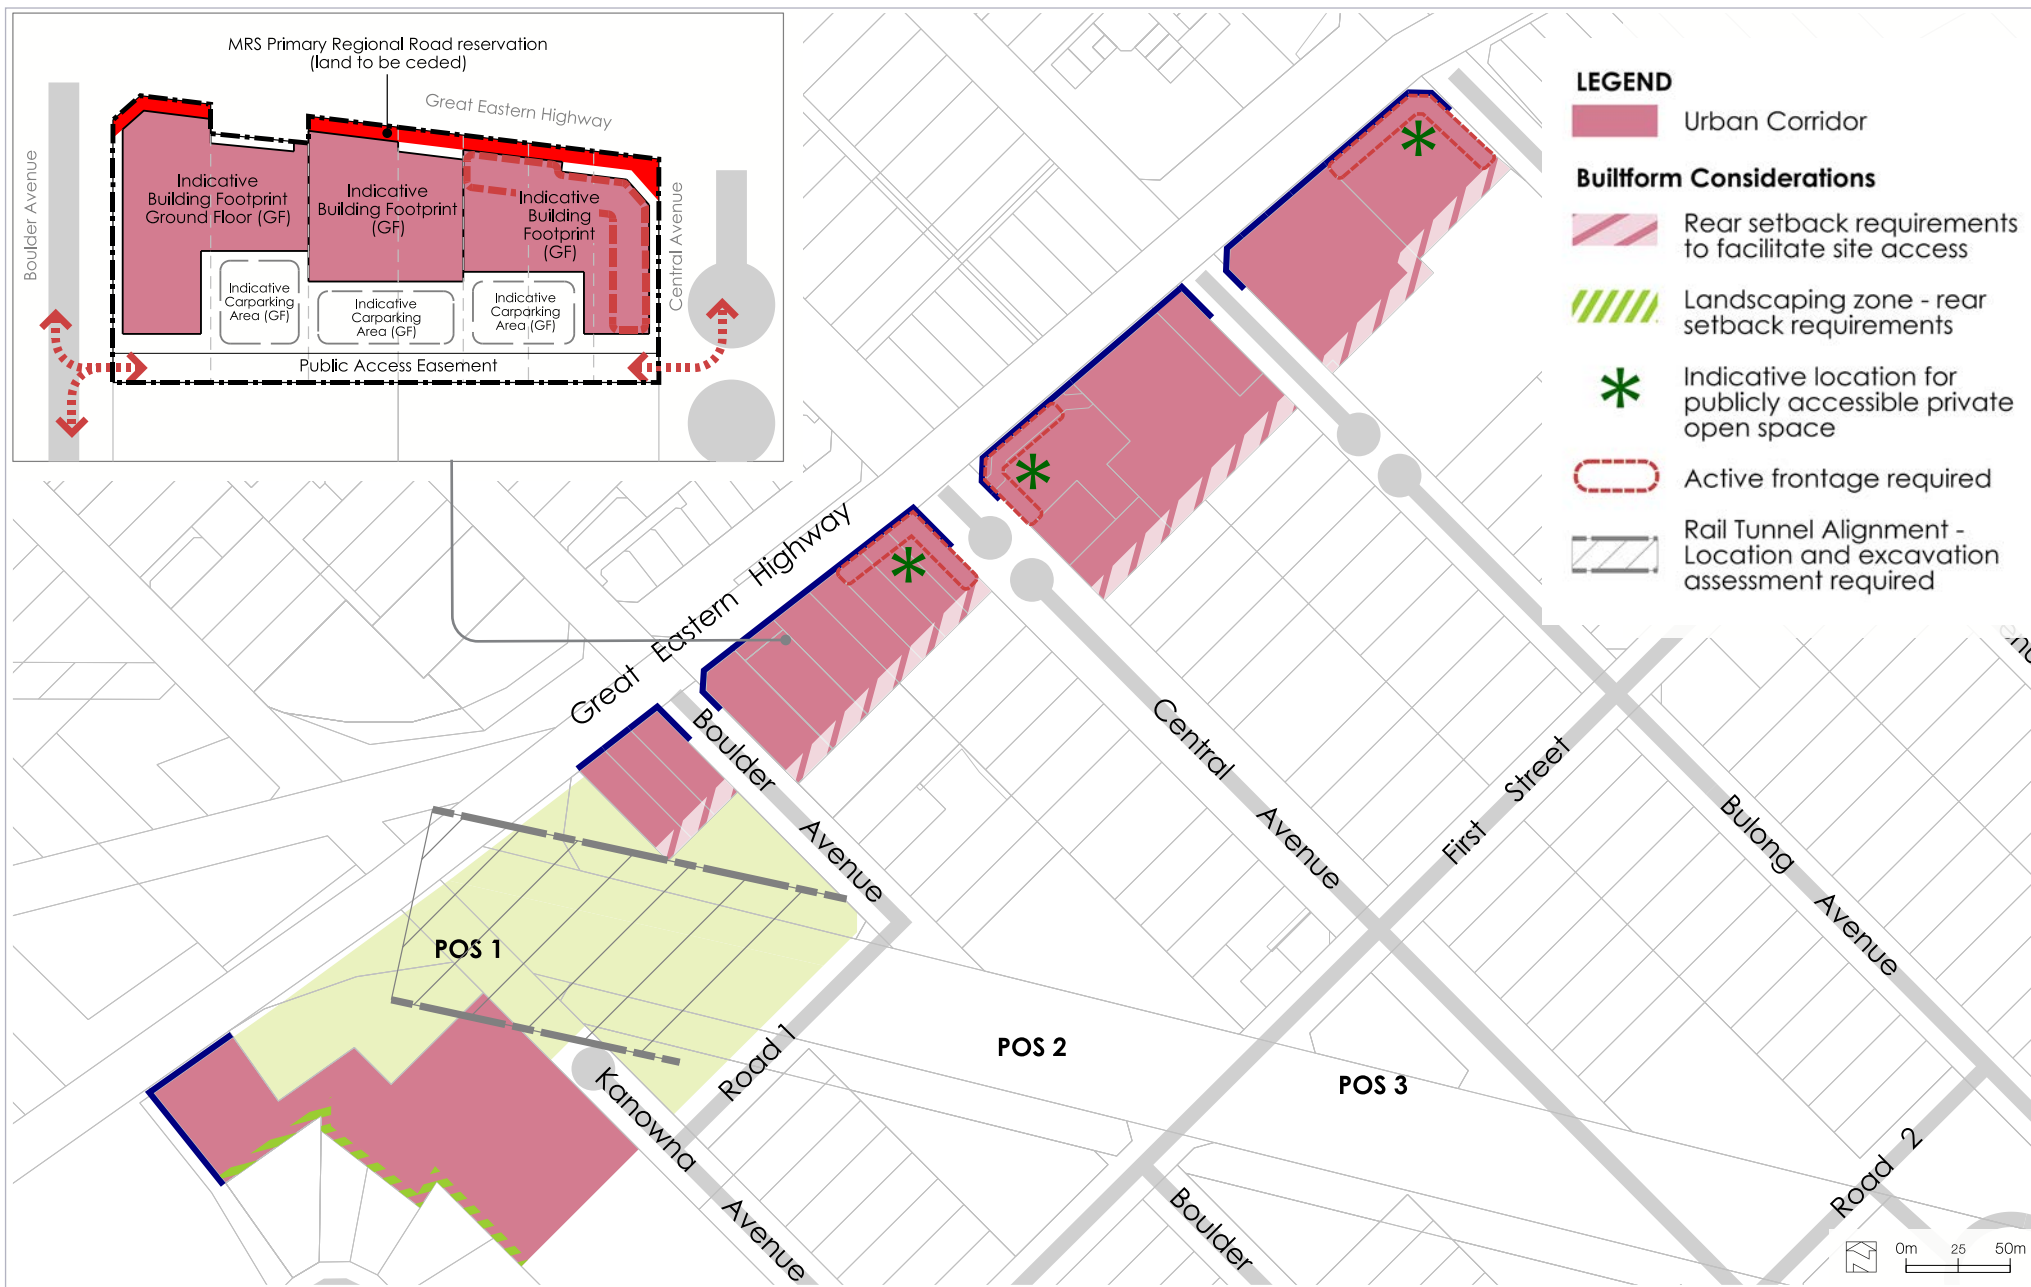 MRS Primary Regional Road reservation
(land to be ceded)
Great Eastern Highway
Boulder Avenue
Central Avenue
Indicative
Building Footprint
Ground Floor (GF)
Indicative
Building Footprint
(GF)
Indicative
Building
Footprint
(GF)
Indicative
Carparking
Area (GF)
Indicative
Carparking
Area (GF)
Indicative
Carparking
Area (GF)
Public Access Easement
LEGEND
Urban Corridor
Builtform Considerations
Rear setback requirements
to facilitate site access
Landscaping zone - rear
setback requirements
Indicative location for
publicly accessible private
open space
Active frontage required
Rail Tunnel Alignment -
Location and excavation
assessment required
Great Eastern Highway
Boulder Avenue
Central Avenue
First Street
Bulong Avenue
POS 1
POS 2
POS 3
Road 1
Kanowna Avenue
Boulder
Road 2
0m 25 50m